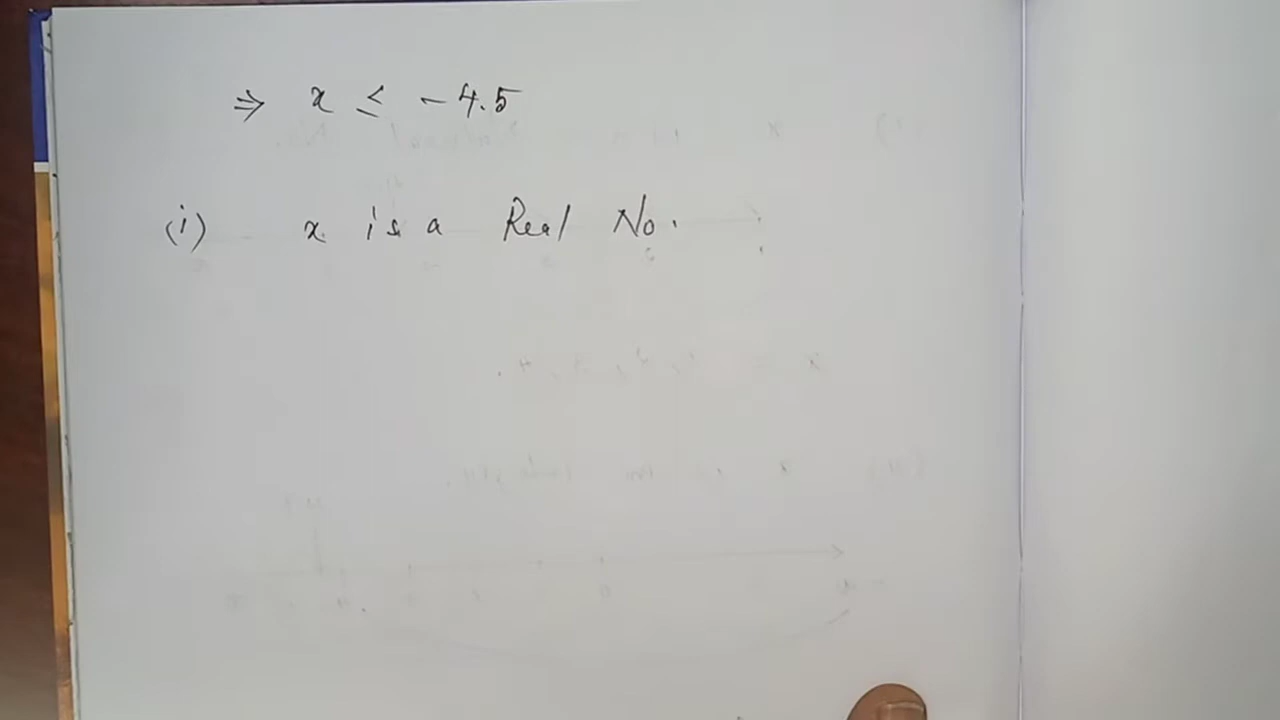 ⇒ x ≤ -4.5
(i) x is a Real No.